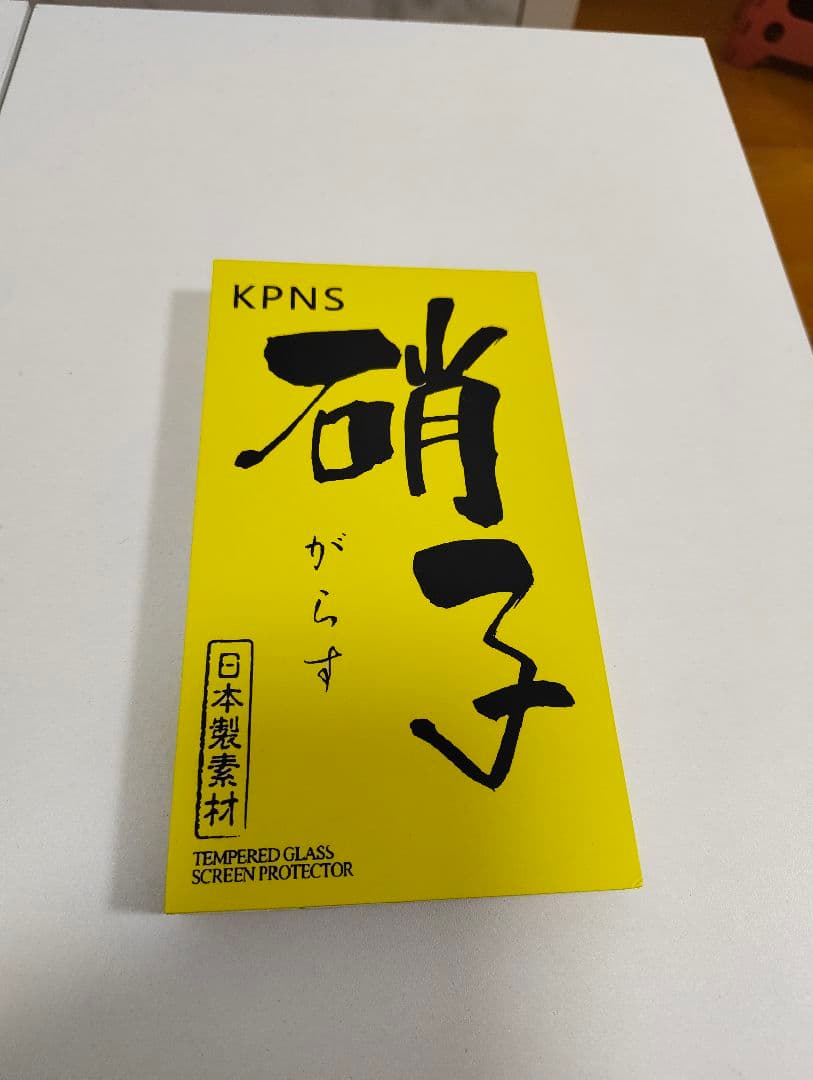 KPNS
硝子
がらす
日本製素材
TEMPERED GLASS
SCREEN PROTECTOR